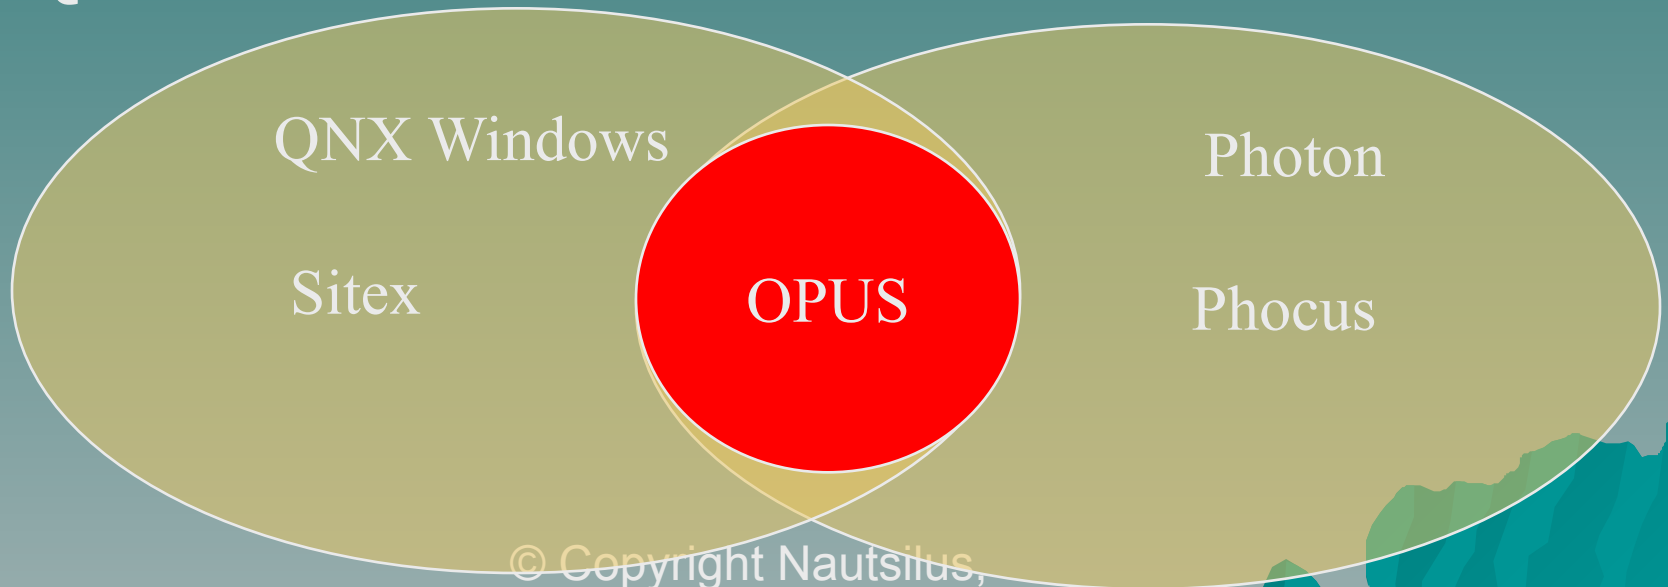 QNX Windows
Photon
Sitex
OPUS
Phocus
© Copyright Nautsilus,